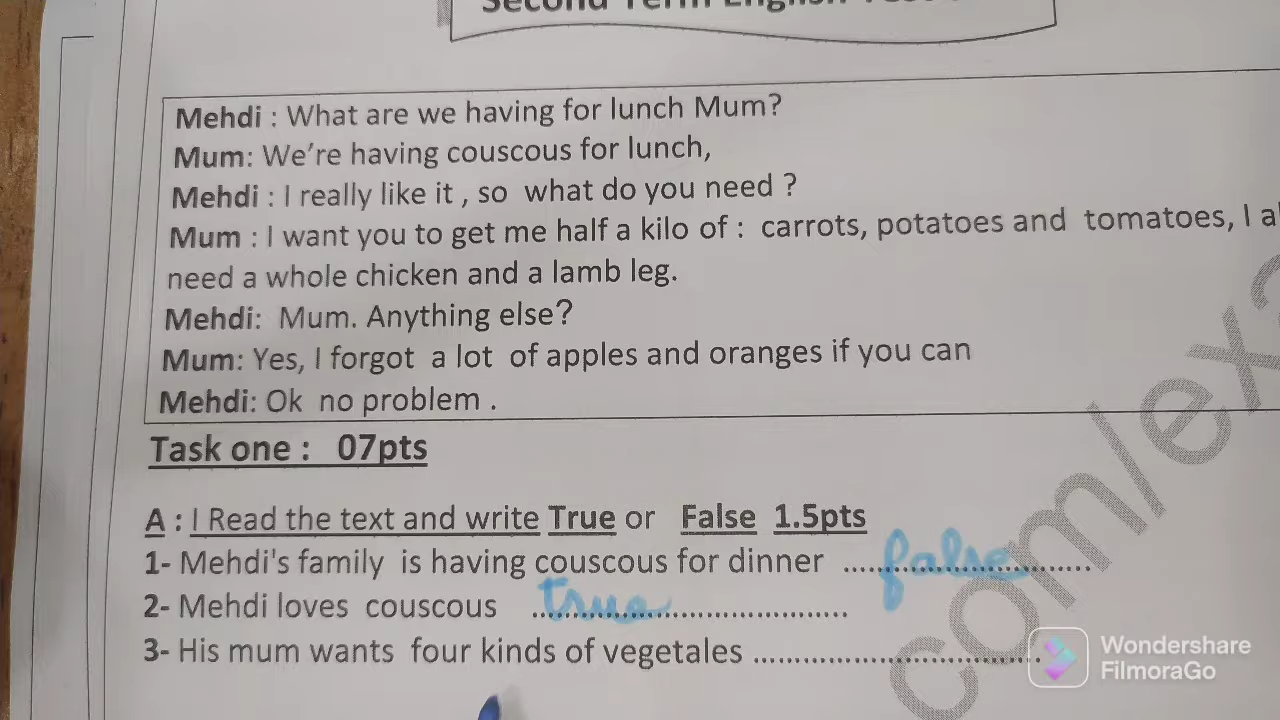 Second Term English
Mehdi : What are we having for lunch Mum?
Mum: We're having couscous for lunch,
Mehdi : I really like it , so what do you need ?
Mum : I want you to get me half a kilo of : carrots, potatoes and tomatoes, I
need a whole chicken and a lamb leg.
Mehdi: Mum. Anything else?
Mum: Yes, I forgot a lot of apples and oranges if you can
Mehdi: Ok no problem .
Task one : 07pts
A : I Read the text and write True or False 1.5pts
1- Mehdi's family is having couscous for dinner ....false....
2- Mehdi loves couscous ....true....
3- His mum wants four kinds of vegetales ....
com/ex
Wondershare
FilmoraGo